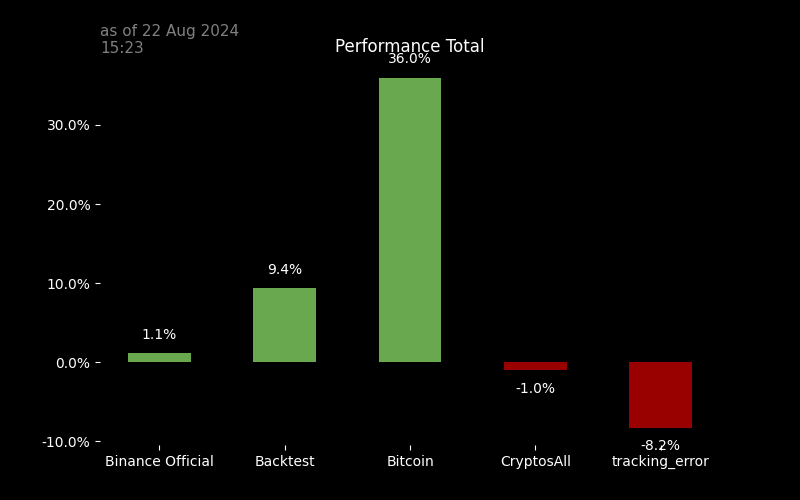 as of 22 Aug 2024
15:23
Performance Total
36.0%
30.0%
20.0%
9.4%
10.0%
1.1%
0.0%
-1.0%
-8.2%
-10.0%
Binance Official
Backtest
Bitcoin
CryptosAll
tracking_error